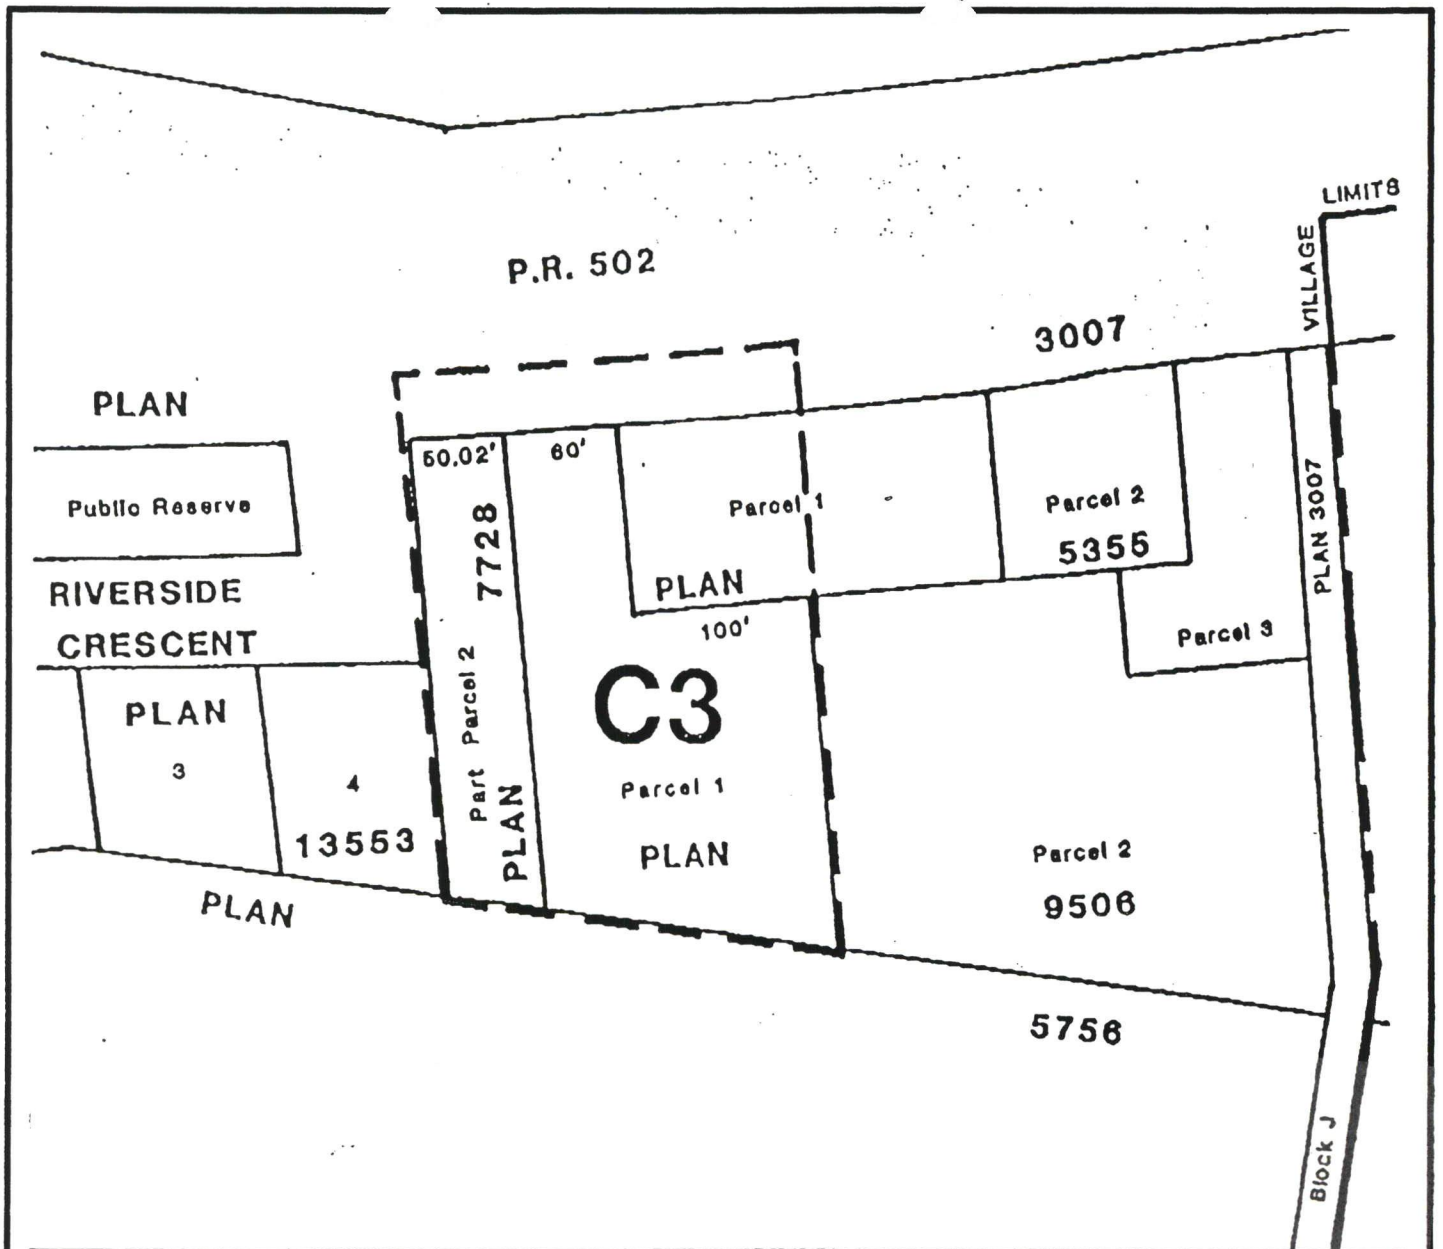 LIMITS
VILLAGE
P.R. 502
3007
PLAN
50.02'
60'
Public Reserve
Parcel 1
Parcel 2
5355
PLAN 3007
7728
PLAN
RIVERSIDE
CRESCENT
100'
Parcel 3
C3
Part Parcel 2
PLAN
PLAN
3
4
13553
Parcel 1
PLAN
Parcel 2
9506
PLAN
5756
Block J